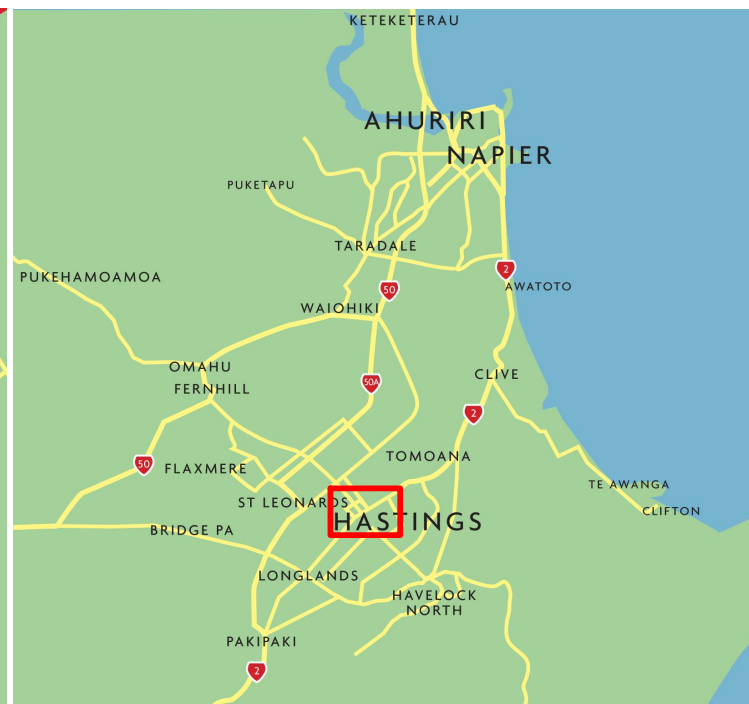 KETEKETERAU
AHURIRI
NAPIER
PUKETAPU
TARADALE
PUKEHAMOAMOA
2
50
AWATOTO
WAIOHIKI
OMAHU
CLIVE
50A
FERNHILL
2
TOMOANA
50
FLAXMERE
TE AWANGA
ST LEONARDS
CLIFTON
HASTINGS
BRIDGE PA
LONGLANDS
HAVELOCK
NORTH
PAKIPAKI
2